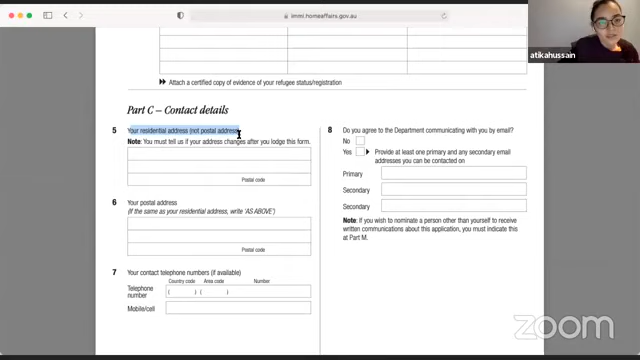 immi.homeaffairs.gov.au
Attach a certified copy of evidence of your refugee status/registration
Part C – Contact details
5 Your residential address (not postal address)
Note: You must tell us if your address changes after you lodge this form.
Postal code
6 Your postal address
(If the same as your residential address, write ‘AS ABOVE’)
Postal code
7 Your contact telephone numbers (if available)
Country code Area code Number
Telephone number ( ) ( )
Mobile/cell
8 Do you agree to the Department communicating with you by email?
No
Yes Provide at least one primary and any secondary email
addresses you can be contacted on
Primary
Secondary
Secondary
Note: If you wish to nominate a person other than yourself to receive
written communications about this application, you must indicate this
at Part M.
atikahussain
zoom